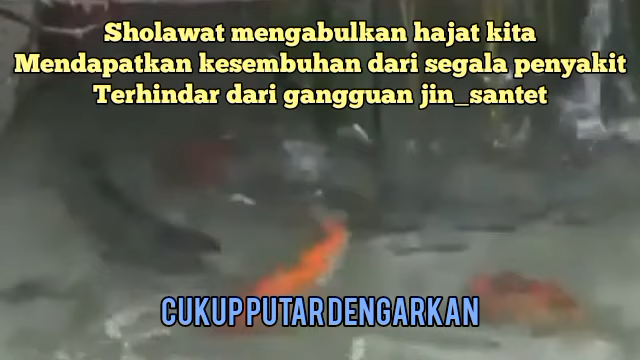 Sholawat mengabulkan hajat kita
Mendapatkan kesembuhan dari segala penyakit
Terhindar dari gangguan jin_santet
CUKUP PUTAR DENGARKAN